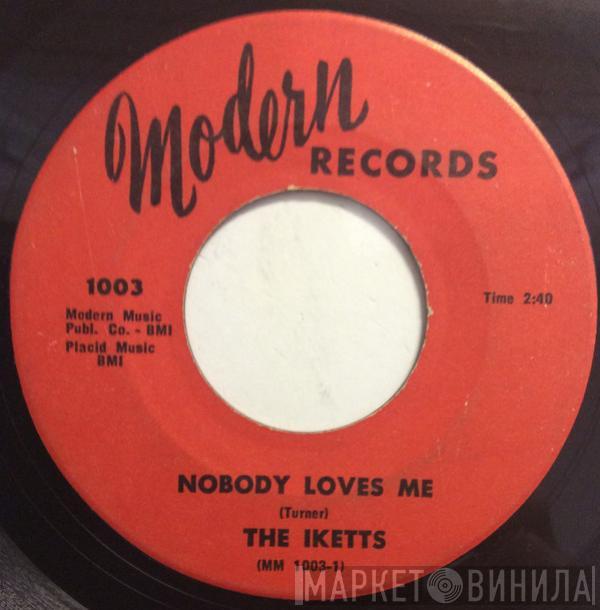 Modern
RECORDS
1003
Modern Music
Publ. Co. - BMI
Placid Music
BMI
Time 2:40
NOBODY LOVES ME
(Turner)
THE IKETTS
(MM 1003-1)
МАРКЕТ ВИНИЛА